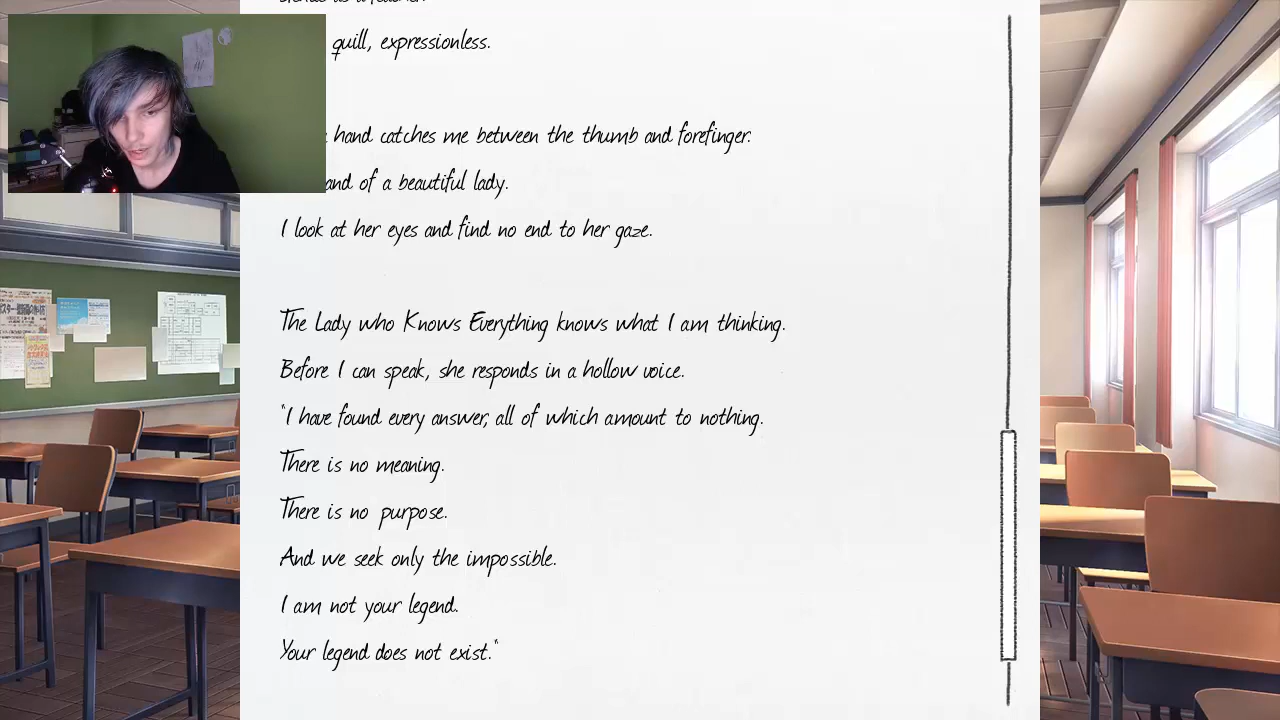 quill, expressionless.
hand catches me between the thumb and forefinger.
and of a beautiful lady.
I look at her eyes and find no end to her gaze.
The Lady who Knows Everything knows what I am thinking.
Before I can speak, she responds in a hollow voice.
"I have found every answer, all of which amount to nothing.
There is no meaning.
There is no purpose.
And we seek only the impossible.
I am not your legend.
Your legend does not exist."